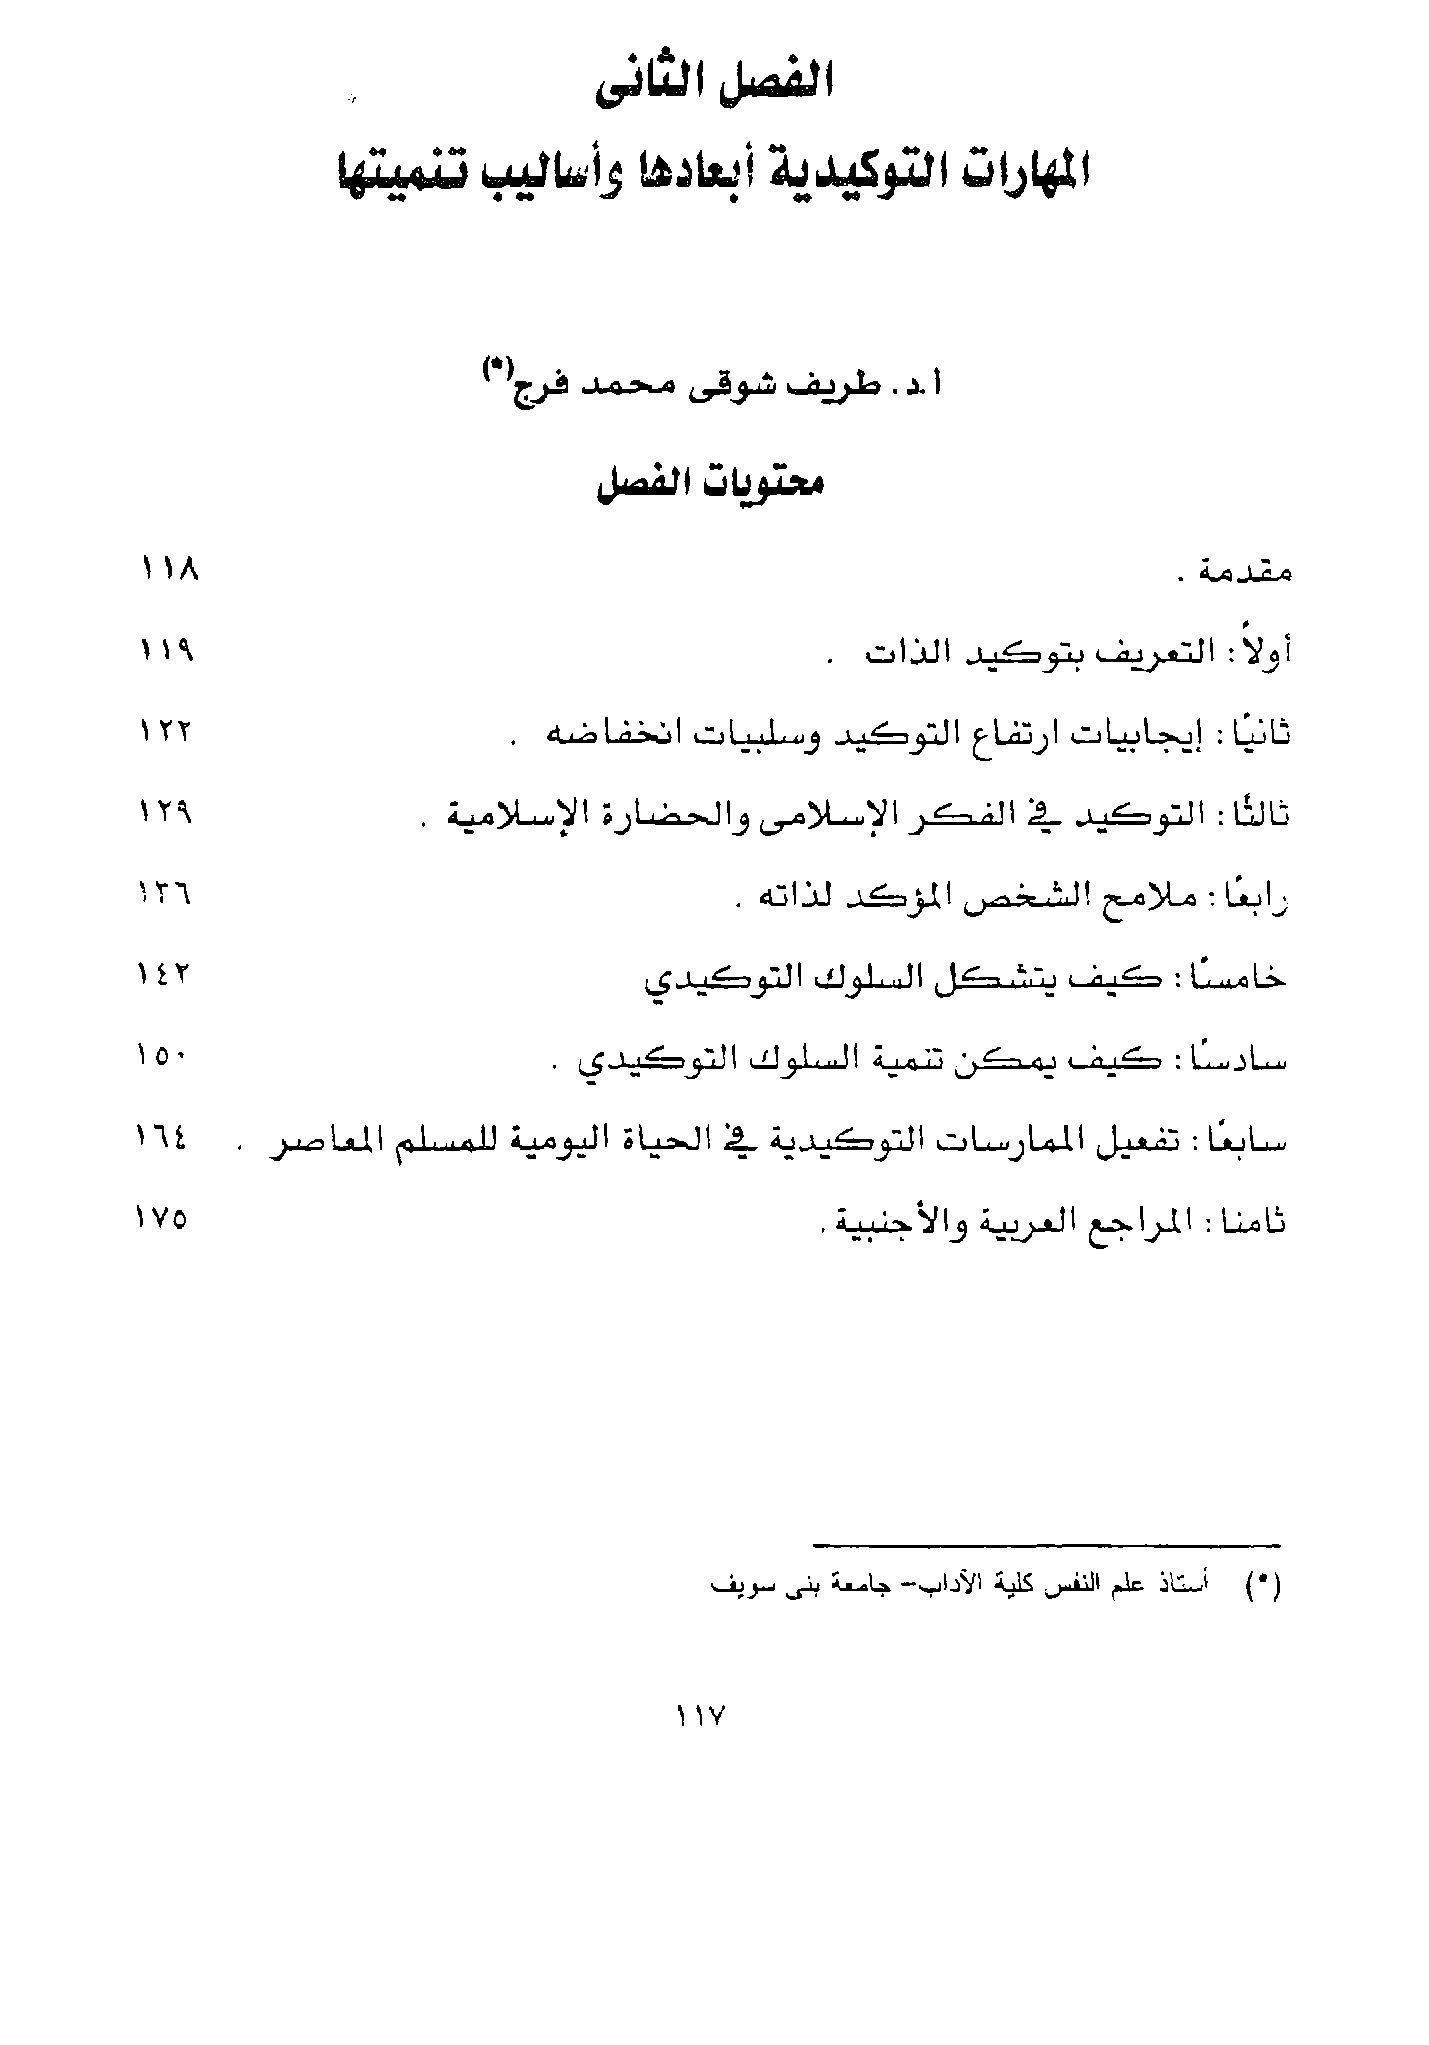 الفصل الثانى
المهارات التوكيدية أبعادها وأساليب تنميتها
ا.د. طريف شوقى محمد فرج(*)
محتويات الفصل
مقدمة . ١١٨
أولاً : التعريف بتوكيد الذات . ١١٩
ثانيًا : إيجابيات ارتفاع التوكيد وسلبيات انخفاضه . ١٢٢
ثالثًا : التوكيد في الفكر الإسلامى والحضارة الإسلامية . ١٢٩
رابعًا : ملامح الشخص المؤكد لذاته . ١٣٦
خامسًا : كيف يتشكل السلوك التوكيدي ١٤٢
سادسًا : كيف يمكن تنمية السلوك التوكيدي . ١٥٠
سابعًا : تفعيل الممارسات التوكيدية في الحياة اليومية للمسلم المعاصر . ١٦٤
ثامنا : المراجع العربية والأجنبية . ١٧٥
(*) أستاذ علم النفس كلية الآداب– جامعة بنى سويف
١١٧